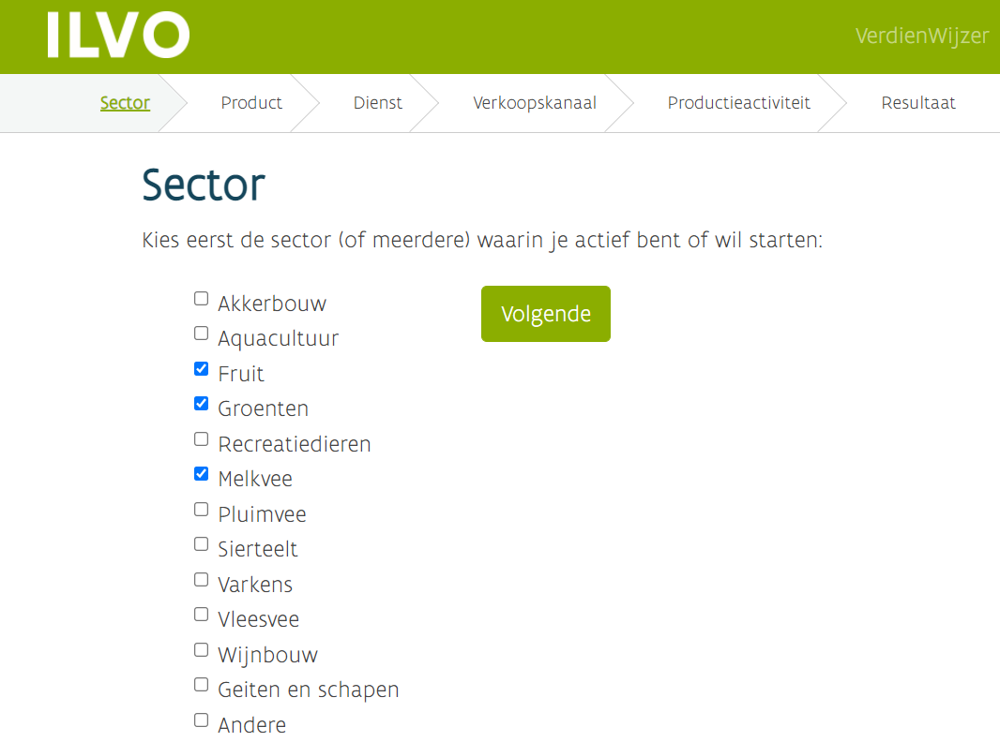 ILVO
VerdienWijzer
Sector
Product
Dienst
Verkoopskanaal
Productieactiviteit
Resultaat
Sector
Kies eerst de sector (of meerdere) waarin je actief bent of wil starten:
Akkerbouw
Volgende
Aquacultuur
Fruit
Groenten
Recreatiedieren
Melkvee
Pluimvee
Sierteelt
Varkens
Vleesvee
Wijnbouw
Geiten en schapen
Andere